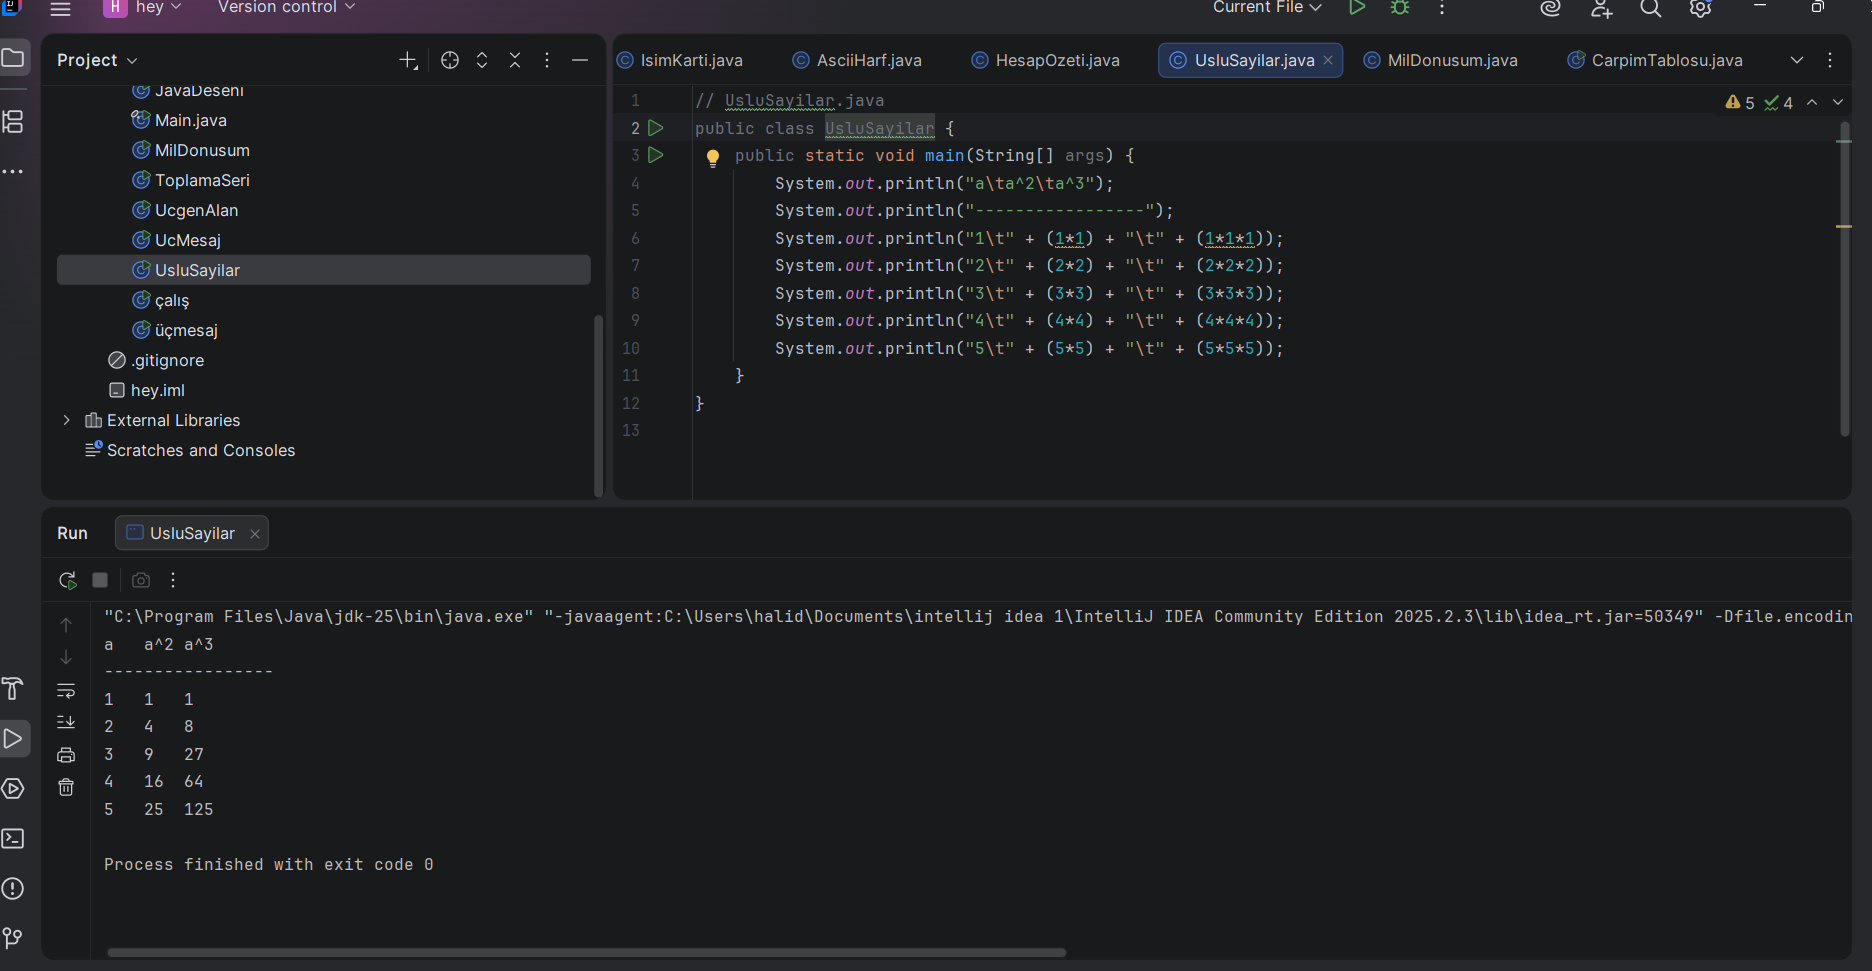 H hey Version control Current File
Project
JavaDeseni
Main.java
MilDonusum
ToplamaSeri
UcgenAlan
UcMesaj
UsluSayilar
çalış
üçmesaj
.gitignore
hey.iml
External Libraries
Scratches and Consoles
IsimKarti.java AsciiHarf.java HesapOzeti.java UsluSayilar.java MilDonusum.java CarpimTablosu.java
5 4
1 // UsluSayilar.java
2 public class UsluSayilar {
3 public static void main(String[] args) {
4 System.out.println("a\ta^2\ta^3");
5 System.out.println("-----------------");
6 System.out.println("1\t" + (1*1) + "\t" + (1*1*1));
7 System.out.println("2\t" + (2*2) + "\t" + (2*2*2));
8 System.out.println("3\t" + (3*3) + "\t" + (3*3*3));
9 System.out.println("4\t" + (4*4) + "\t" + (4*4*4));
10 System.out.println("5\t" + (5*5) + "\t" + (5*5*5));
11 }
12 }
13
Run UsluSayilar
"C:\Program Files\Java\jdk-25\bin\java.exe" "-javaagent:C:\Users\halid\Documents\intellij idea 1\IntelliJ IDEA Community Edition 2025.2.3\lib\idea_rt.jar=50349" -Dfile.encodin
a a^2 a^3
-----------------
1 1 1
2 4 8
3 9 27
4 16 64
5 25 125
Process finished with exit code 0